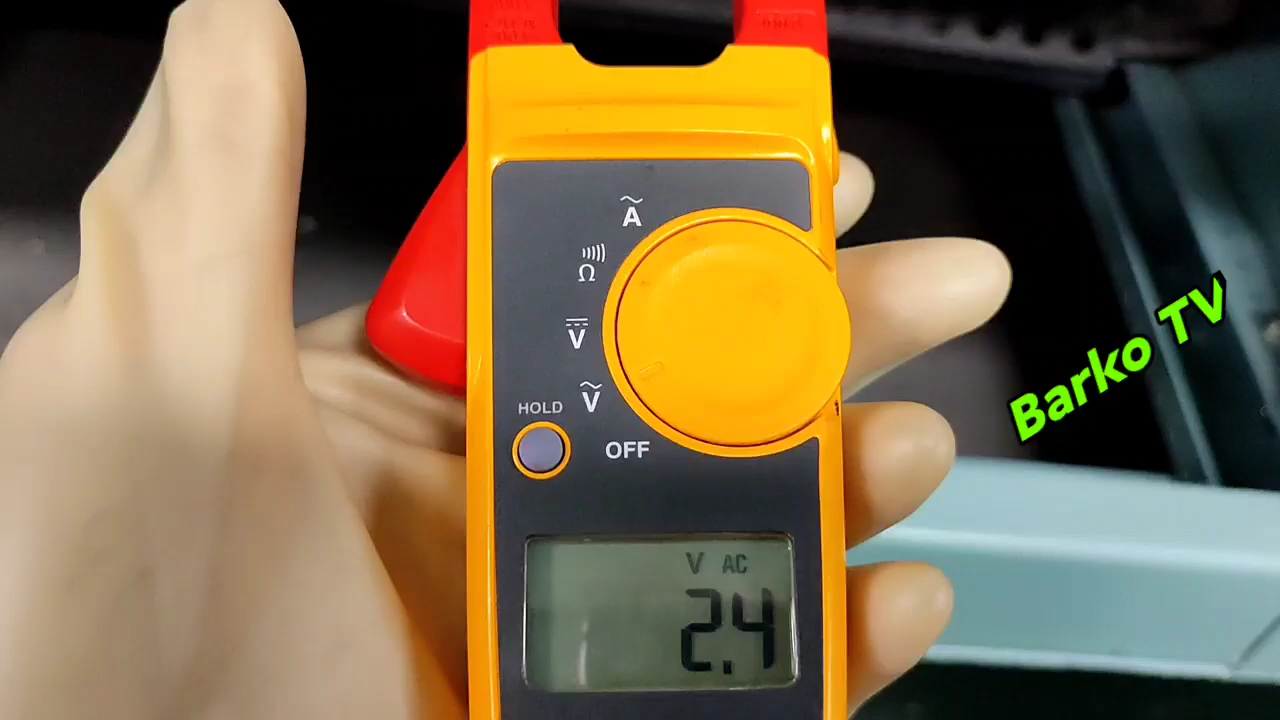 A
Ω
V
V
HOLD
OFF
V AC
2.4
Barko TV